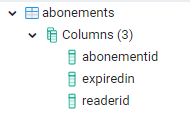 abonements
Columns (3)
abonementid
expiredin
readerid